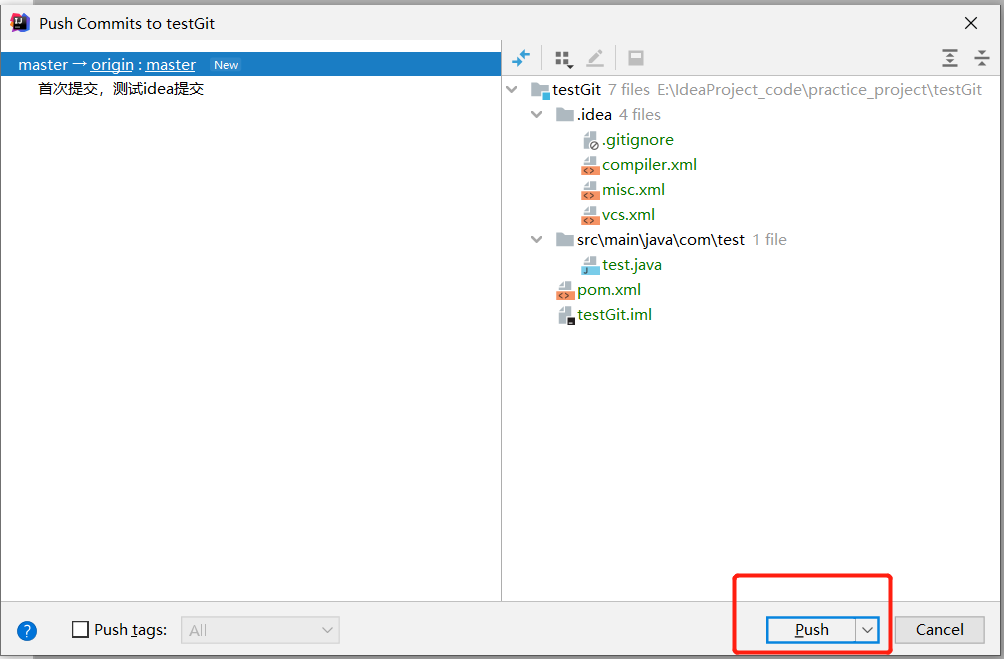 Push Commits to testGit
master → origin : master New
首次提交，测试idea提交
testGit 7 files E:\IdeaProject_code\practice_project\testGit
.idea 4 files
.gitignore
compiler.xml
misc.xml
vcs.xml
src\main\java\com\test 1 file
test.java
pom.xml
testGit.iml
? Push tags: All Push Cancel